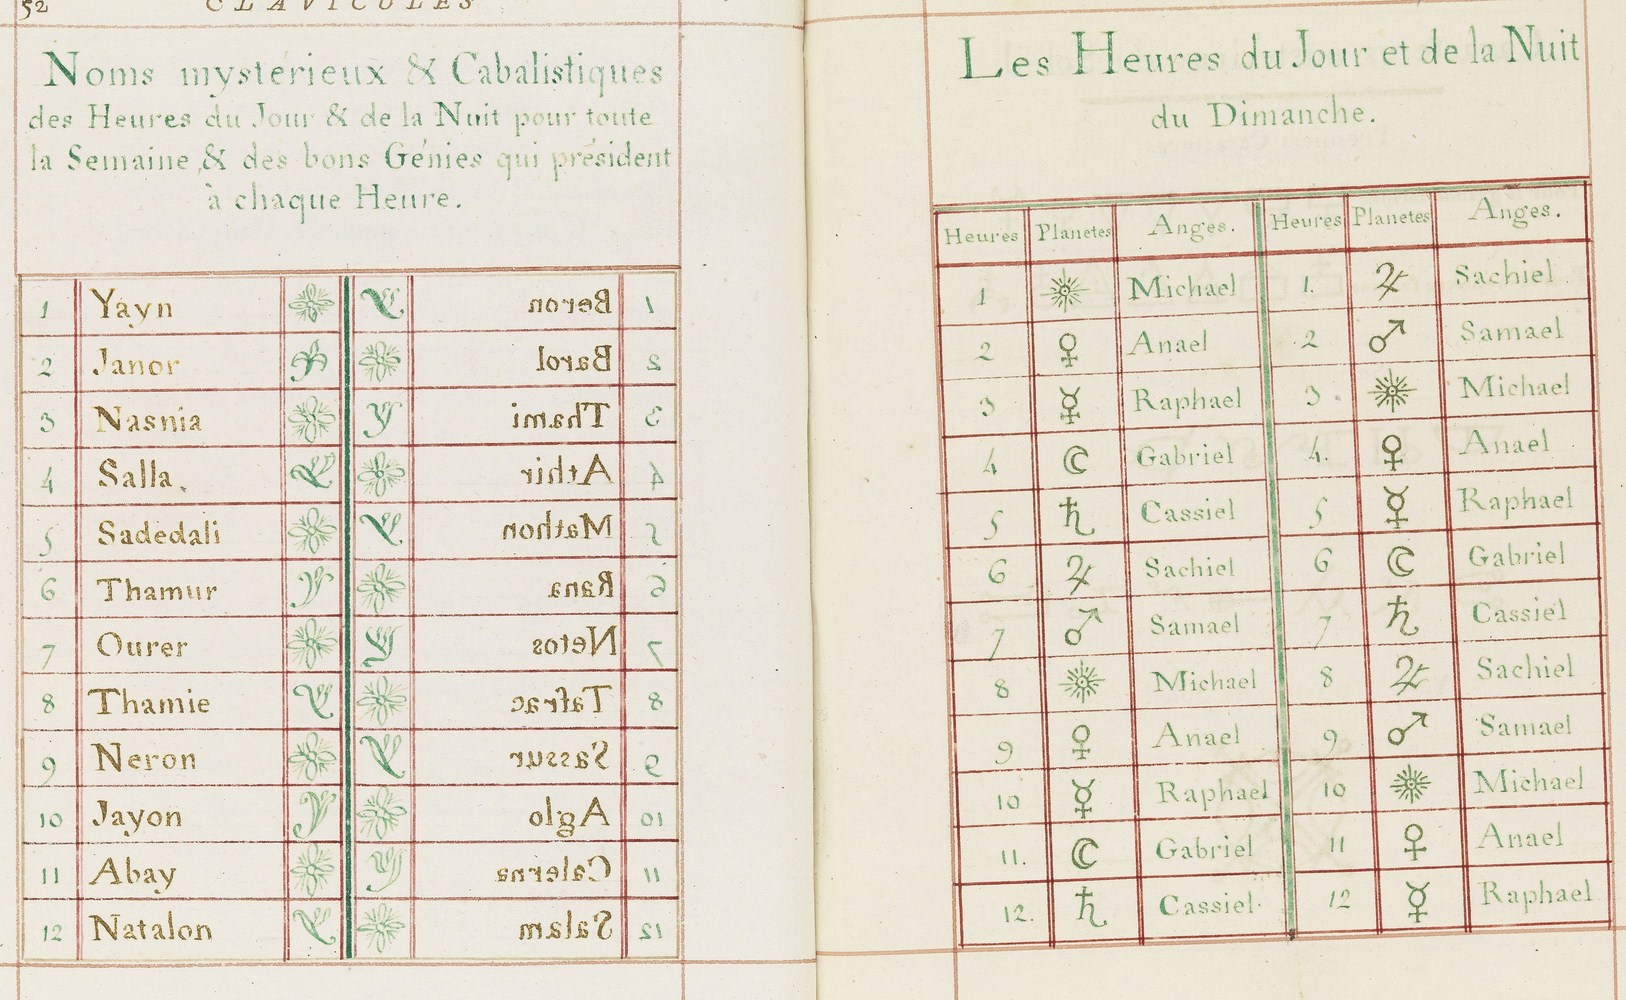 52 CLAVICULES
Noms mystérieux & Cabalistiques
des Heures du Jour & de la Nuit pour toute
la Semaine, & des bons Génies qui président
à chaque Heure.
1 Yayn Beron 1
2 Janor Barol 2
3 Nasnia Thami 3
4 Salla. Athir 4
5 Sadedali Mathon 5
6 Thamur Rana 6
7 Ourer Netos 7
8 Thamie Tafrac 8
9 Neron Sassur 9
10 Jayon Aglo 10
11 Abay Calerna 11
12 Natalon Salam 12
Les Heures du Jour et de la Nuit
du Dimanche.
Heures Planetes Anges. Heures Planetes Anges.
1 ☉ Michael 1. ♃ Sachiel.
2 ♀ Anael 2 ♂ Samael
3 ☿ Raphael 3. ☉ Michael
4 ☾ Gabriel 4. ♀ Anael
5 ♄ Cassiel 5 ☿ Raphael
6 ♃ Sachiel 6 ☾ Gabriel
7 ♂ Samael 7 ♄ Cassiel
8 ☉ Michael 8 ♃ Sachiel
9 ♀ Anael 9 ♂ Samael
10 ☿ Raphael 10 ☉ Michael
11. ☾ Gabriel 11 ♀ Anael
12. ♄ Cassiel. 12 ☿ Raphael